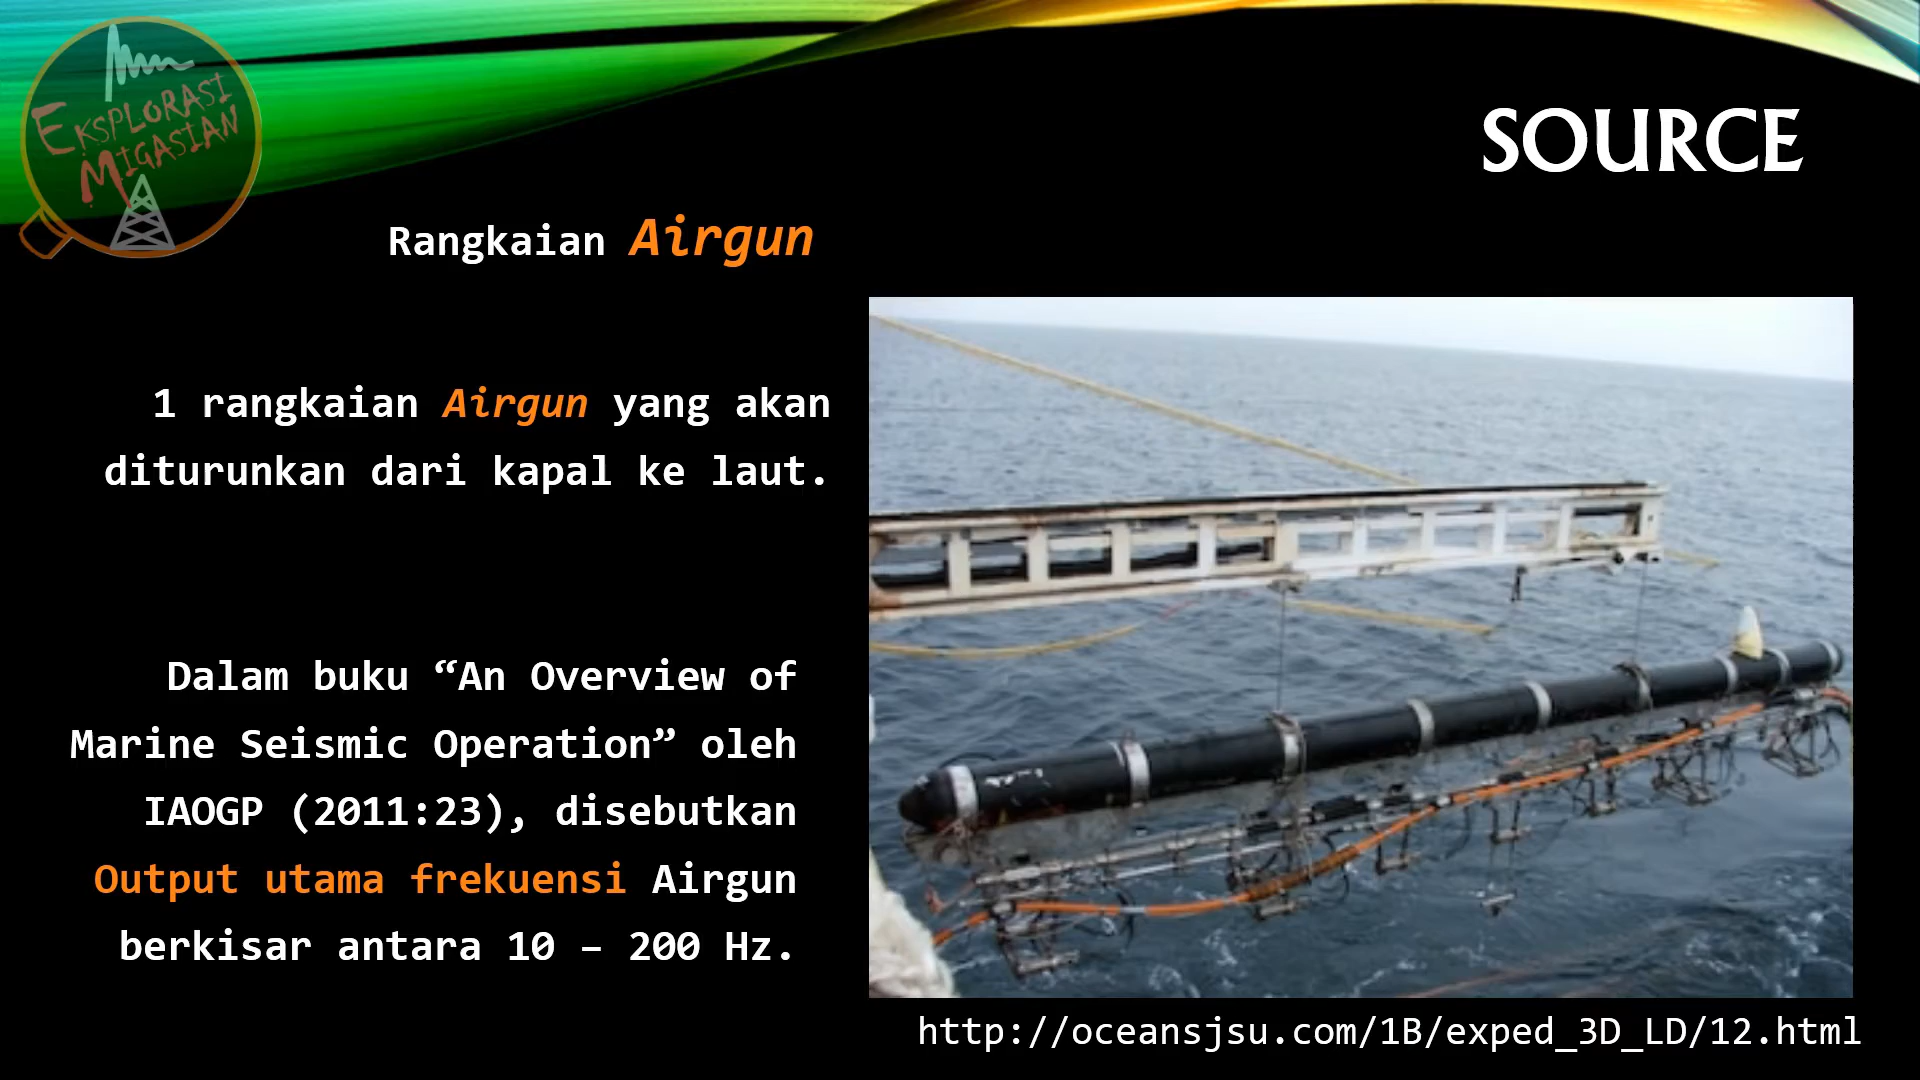 EKSPLORASI
MIGASIAN
SOURCE
Rangkaian Airgun
1 rangkaian Airgun yang akan
diturunkan dari kapal ke laut.
Dalam buku “An Overview of
Marine Seismic Operation” oleh
IAOGP (2011:23), disebutkan
Output utama frekuensi Airgun
berkisar antara 10 – 200 Hz.
http://oceansjsu.com/1B/exped_3D_LD/12.html